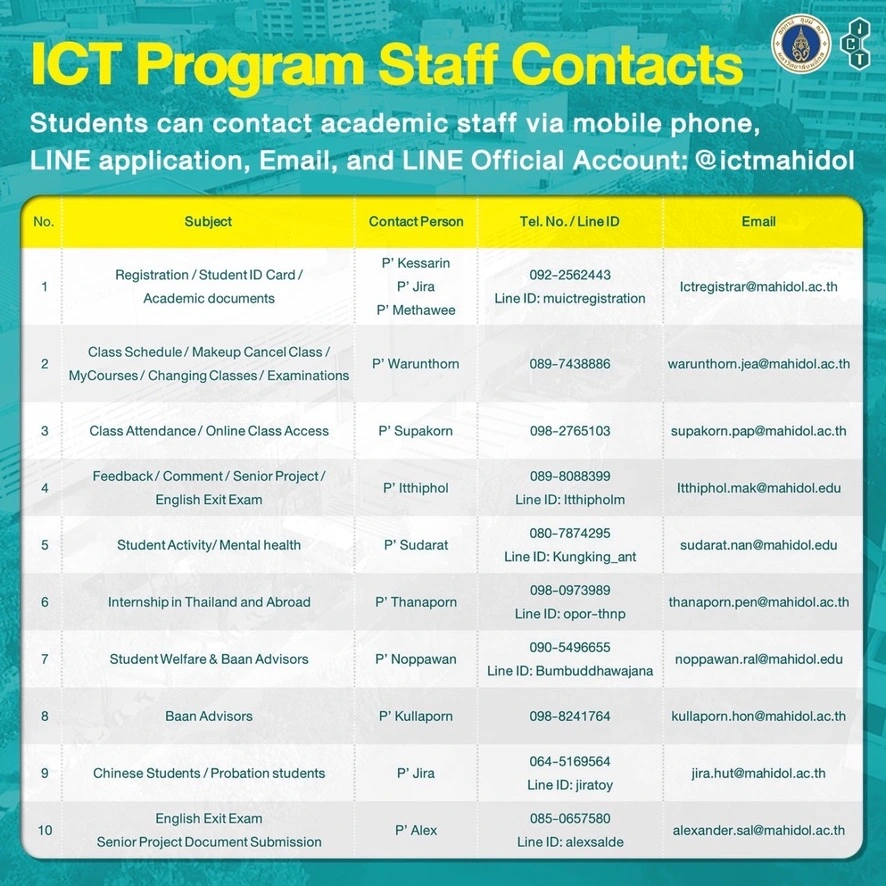 ICT Program Staff Contacts
Students can contact academic staff via mobile phone,
LINE application, Email, and LINE Official Account: @ictmahidol
No. Subject Contact Person Tel. No. / Line ID Email
1 Registration / Student ID Card / Academic documents P' Kessarin P' Jira P' Methawee 092-2562443 Line ID: muictregistration Ictregistrar@mahidol.ac.th
2 Class Schedule / Makeup Cancel Class / MyCourses / Changing Classes / Examinations P' Warunthorn 089-7438886 warunthorn.jea@mahidol.ac.th
3 Class Attendance / Online Class Access P' Supakorn 098-2765103 supakorn.pap@mahidol.ac.th
4 Feedback / Comment / Senior Project / English Exit Exam P' Itthiphol 089-8088399 Line ID: Itthipholm Itthiphol.mak@mahidol.edu
5 Student Activity/ Mental health P' Sudarat 080-7874295 Line ID: Kungking_ant sudarat.nan@mahidol.edu
6 Internship in Thailand and Abroad P' Thanaporn 098-0973989 Line ID: opor-thnp thanaporn.pen@mahidol.ac.th
7 Student Welfare & Baan Advisors P' Noppawan 090-5496655 Line ID: Bumbuddhawajana noppawan.ral@mahidol.edu
8 Baan Advisors P' Kullaporn 098-8241764 kullaporn.hon@mahidol.ac.th
9 Chinese Students / Probation students P' Jira 064-5169564 Line ID: jiratoy jira.hut@mahidol.ac.th
10 English Exit Exam Senior Project Document Submission P' Alex 085-0657580 Line ID: alexsalde alexander.sal@mahidol.ac.th
ICT